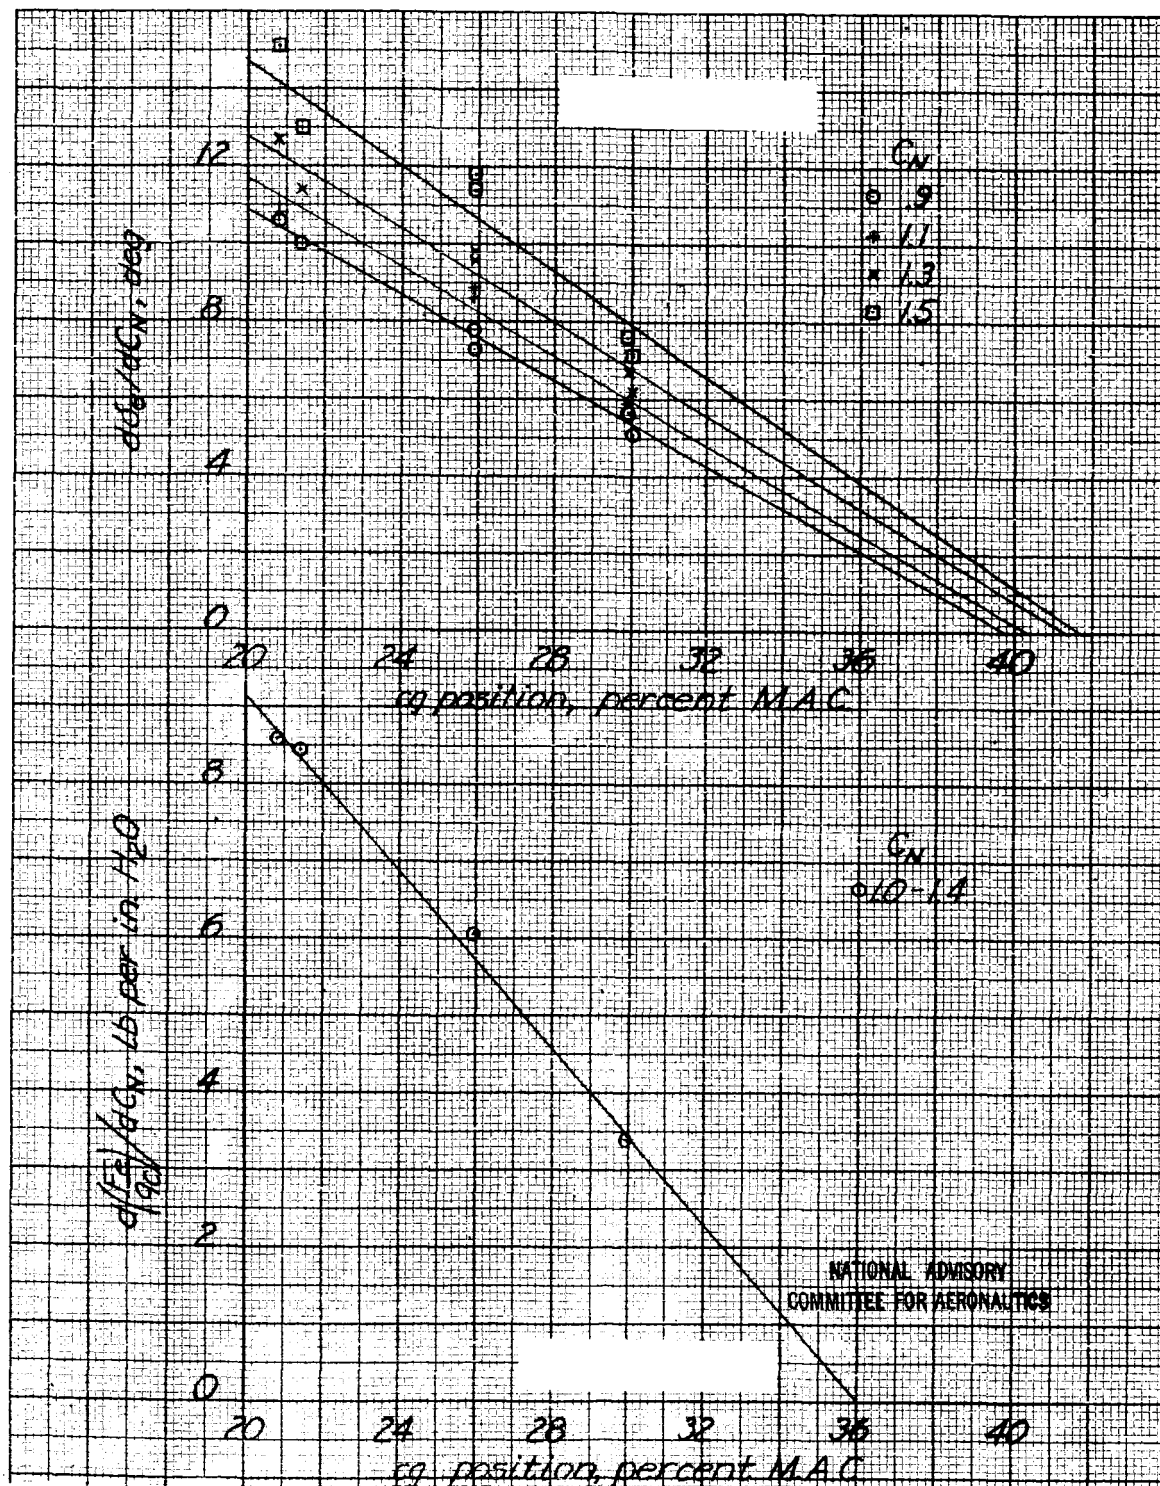 12
8
4
0
dδe/dCN, deg
CN
.9
1.1
1.3
1.5
20 24 28 32 36 40
cg position, percent M.A.C.
8
6
4
2
0
d(Fe/qc)/dCN, Lb per in. H2O
CN
1.0-1.4
NATIONAL ADVISORY
COMMITTEE FOR AERONAUTICS
20 24 28 32 36 40
cg position, percent M.A.C.